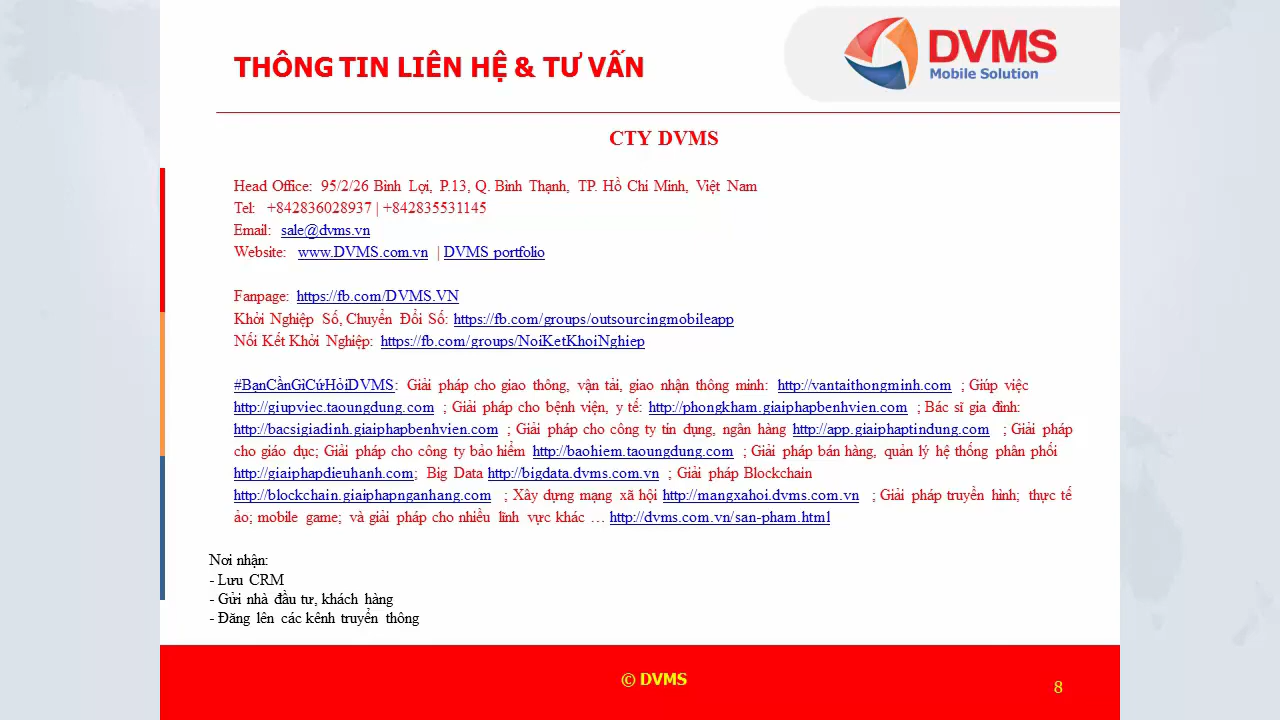 THÔNG TIN LIÊN HỆ & TƯ VẤN
DVMS
Mobile Solution
CTY DVMS
Head Office: 95/2/26 Bình Lợi, P.13, Q. Bình Thạnh, TP. Hồ Chí Minh, Việt Nam
Tel: +842836028937 | +842835531145
Email: sale@dvms.vn
Website: www.DVMS.com.vn | DVMS portfolio
Fanpage: https://fb.com/DVMS.VN
Khởi Nghiệp Số, Chuyển Đổi Số: https://fb.com/groups/outsourcingmobileapp
Nối Kết Khởi Nghiệp: https://fb.com/groups/NoiKetKhoiNghiep
#BạnCầnGìCứHỏiDVMS: Giải pháp cho giao thông, vận tải, giao nhận thông minh: http://vantaithongminh.com ; Giúp việc
http://giupviec.taoungdung.com ; Giải pháp cho bệnh viện, y tế: http://phongkham.giaiphapbenhvien.com ; Bác sĩ gia đình:
http://bacsigiadinh.giaiphapbenhvien.com ; Giải pháp cho công ty tín dụng, ngân hàng http://app.giaiphaptindung.com ; Giải pháp
cho giáo dục; Giải pháp cho công ty bảo hiểm http://baohiem.taoungdung.com ; Giải pháp bán hàng, quản lý hệ thống phân phối
http://giaiphapdieuhanh.com; Big Data http://bigdata.dvms.com.vn ; Giải pháp Blockchain
http://blockchain.giaiphapnganhang.com ; Xây dựng mạng xã hội http://mangxahoi.dvms.com.vn ; Giải pháp truyền hình; thực tế
ảo; mobile game; và giải pháp cho nhiều lĩnh vực khác … http://dvms.com.vn/san-pham.html
Nơi nhận:
- Lưu CRM
- Gửi nhà đầu tư, khách hàng
- Đăng lên các kênh truyền thông
© DVMS
8